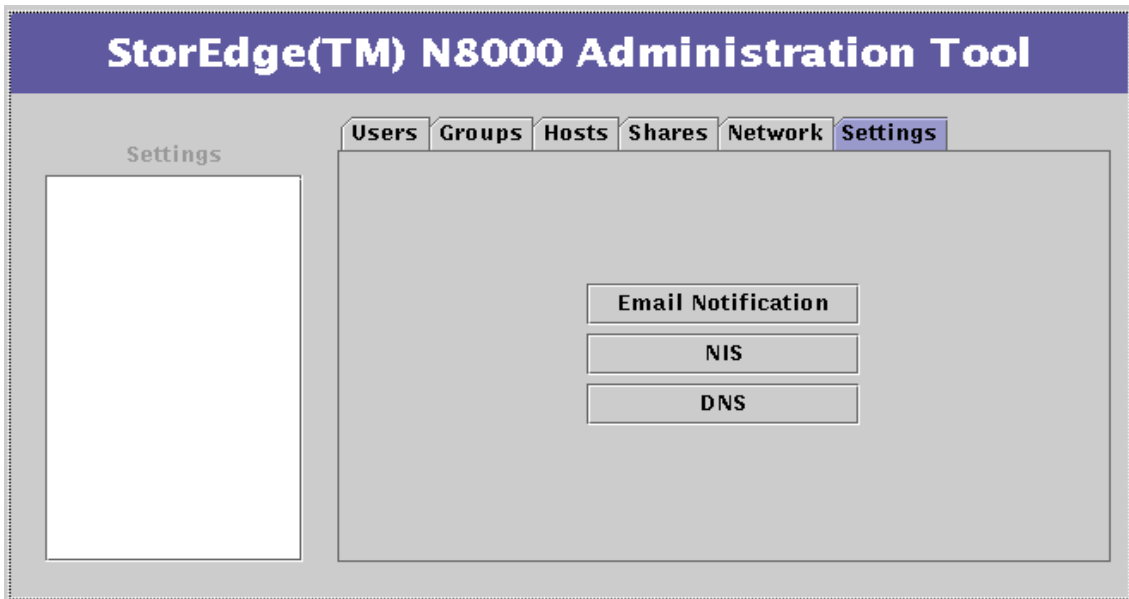 StorEdge(TM) N8000 Administration Tool
Users Groups Hosts Shares Network Settings
Settings
Email Notification
NIS
DNS